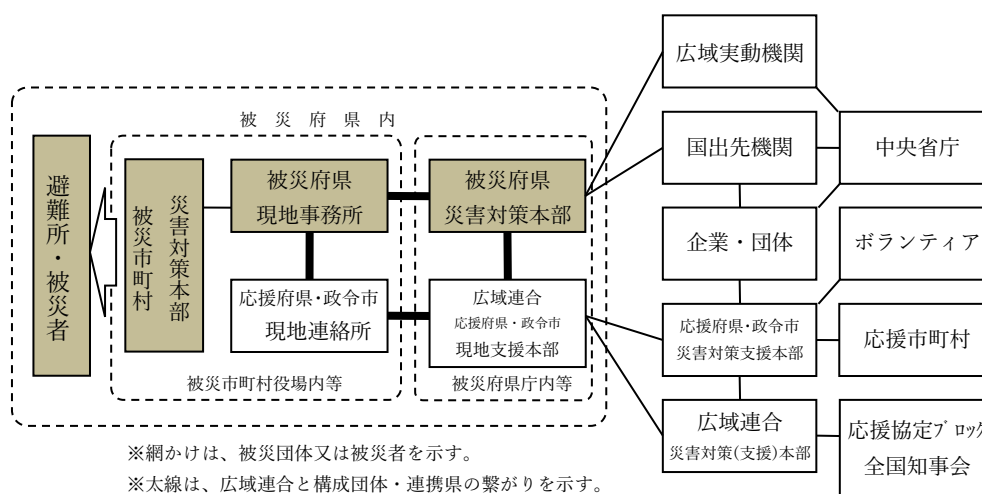 被災府県内
避難所・被災者
被災市町村
災害対策本部
被災府県
現地事務所
応援府県・政令市
現地連絡所
被災市町村役場内等
被災府県
災害対策本部
広域連合
応援府県・政令市
現地支援本部
被災府県庁内等
広域実動機関
国出先機関
中央省庁
企業・団体
ボランティア
応援府県・政令市
災害対策支援本部
応援市町村
広域連合
災害対策(支援)本部
応援協定ﾌﾞﾛｯｸ
全国知事会
※網かけは、被災団体又は被災者を示す。
※太線は、広域連合と構成団体・連携県の繋がりを示す。